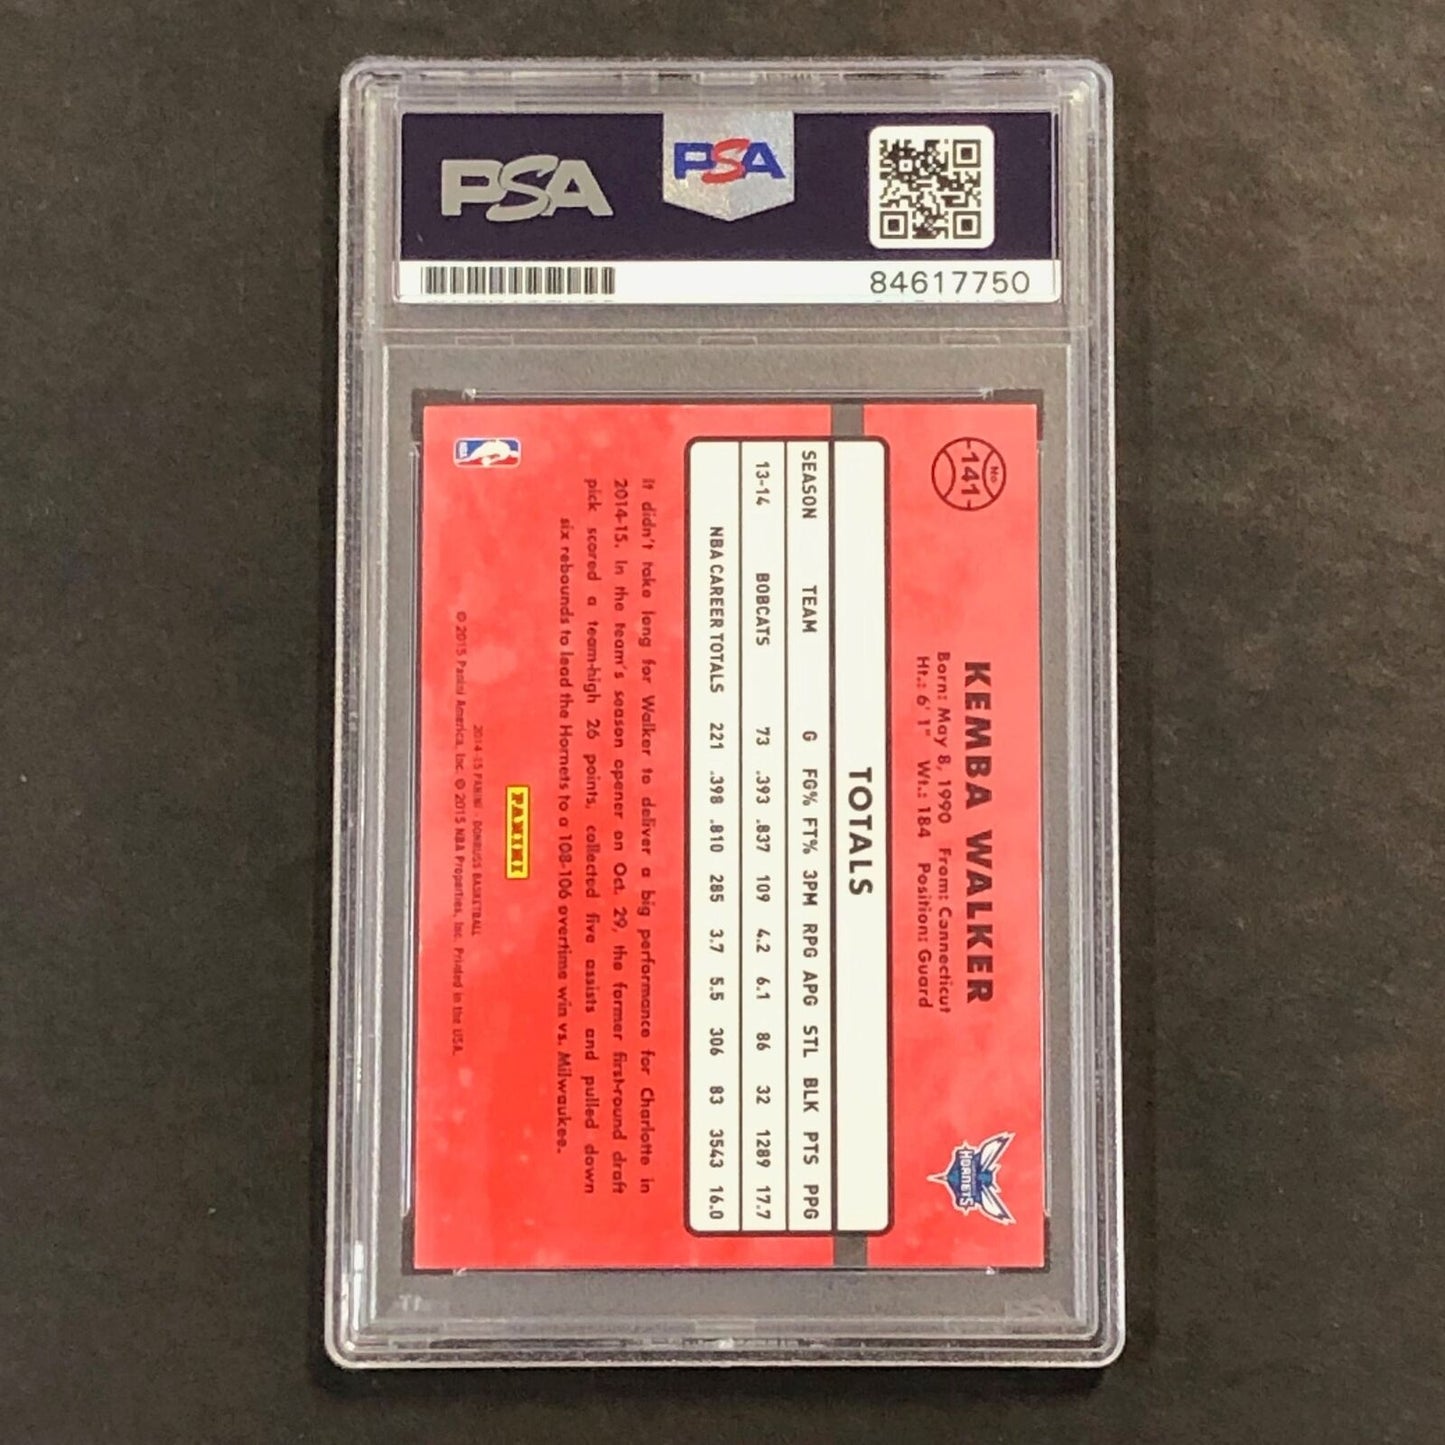 PSA
PSA
84617750
No
141
KEMBA WALKER
Born: May 8, 1990 From: Connecticut
Ht.: 6' 1" Wt.: 184 Position: Guard
HORNETS
TOTALS
SEASON TEAM G FG% FT% 3PM RPG APG STL BLK PTS PPG
13-14 BOBCATS 73 .393 .837 109 4.2 6.1 86 32 1289 17.7
NBA CAREER TOTALS 221 .398 .810 285 3.7 5.5 306 83 3543 16.0
It didn't take long for Walker to deliver a big performance for Charlotte in
2014-15. In the team's season opener on Oct. 29, the former first-round draft
pick scored a team-high 26 points, collected five assists and pulled down
six rebounds to lead the Hornets to a 108-106 overtime win vs. Milwaukee.
PANINI
2014-15 PANINI - DONRUSS BASKETBALL
© 2015 Panini America, Inc. © 2015 NBA Properties, Inc. Printed in the USA.
NBA